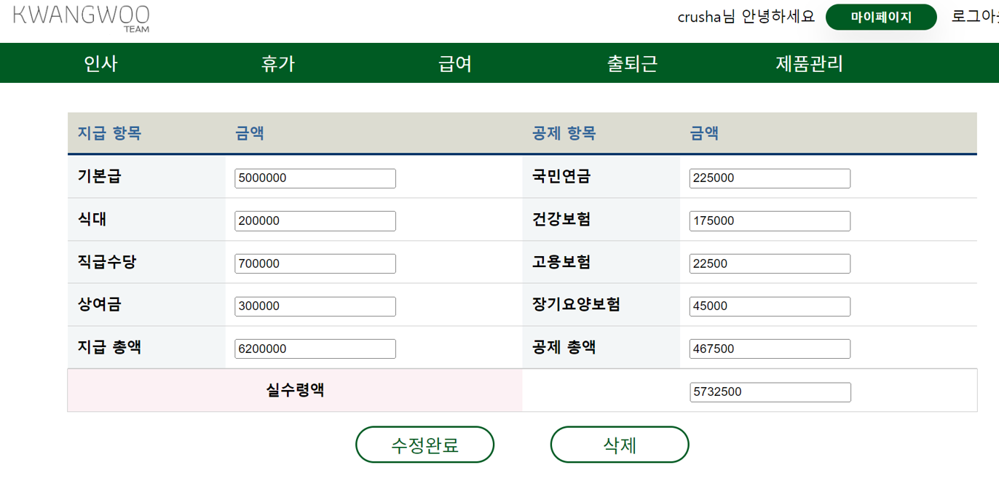 KWANGWOO
TEAM
crusha님 안녕하세요 마이페이지
인사 휴가 급여 출퇴근 제품관리
지급 항목 금액 공제 항목 금액
기본급 5000000 국민연금 225000
식대 200000 건강보험 175000
직급수당 700000 고용보험 22500
상여금 300000 장기요양보험 45000
지급 총액 6200000 공제 총액 467500
실수령액 5732500
수정완료 삭제